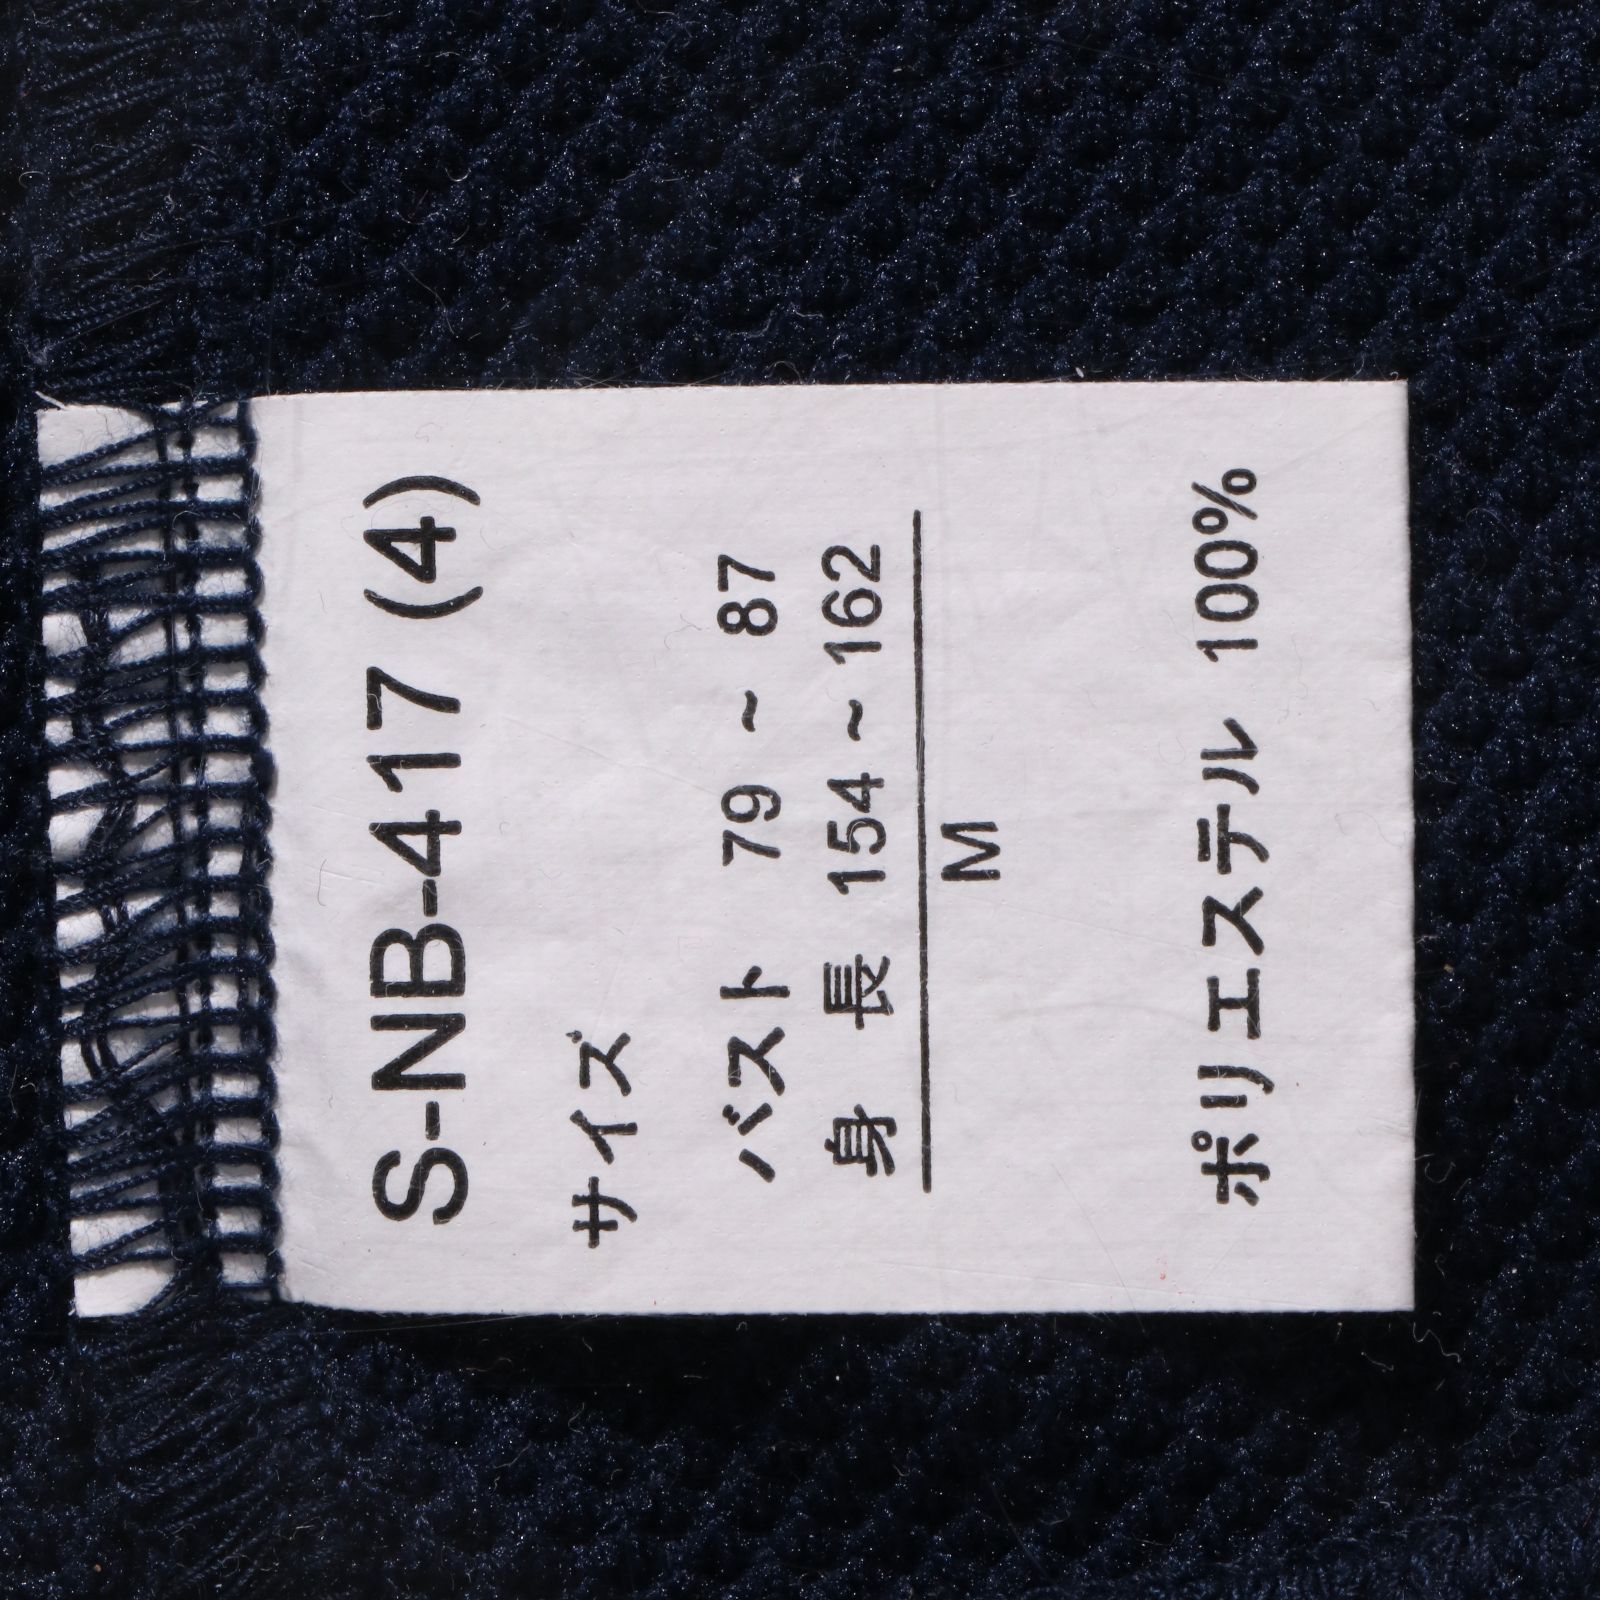 S-NB-417 (4)
サイズ
バスト 79 ~ 87
身 長 154 ~ 162
M
ポリエステル 100%